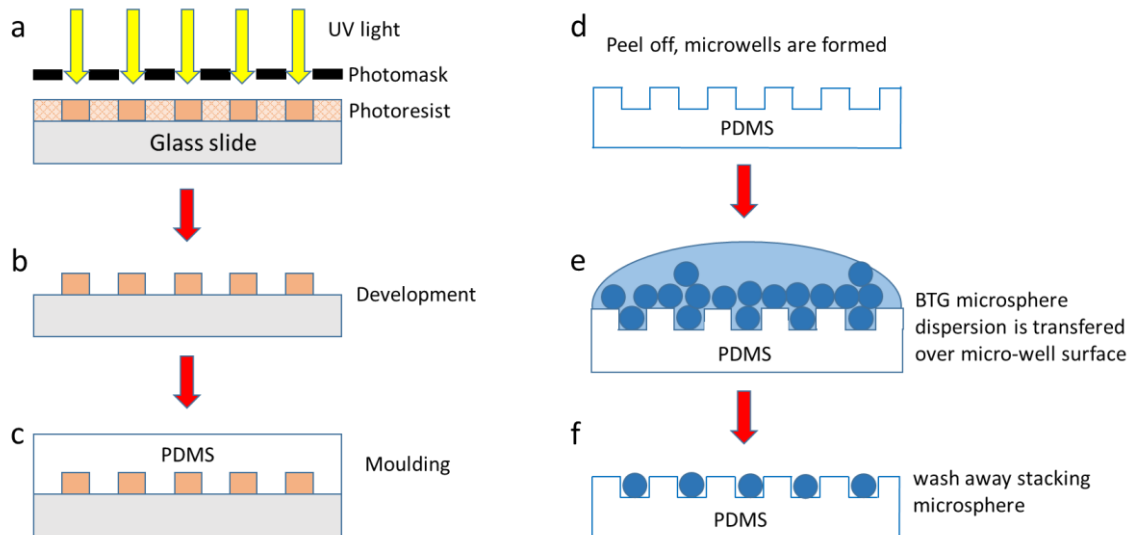 a
UV light
Photomask
Photoresist
Glass slide
b
Development
c
PDMS
Moulding
d
Peel off, microwells are formed
PDMS
e
BTG microsphere
dispersion is transfered
over micro-well surface
PDMS
f
wash away stacking
microsphere
PDMS